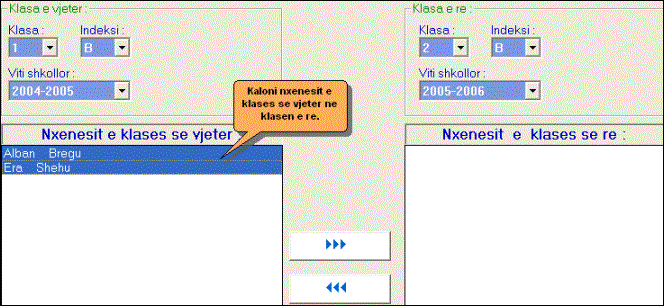 Klasa e vjeter :
Klasa :
Indeksi :
1
B
Viti shkollor :
2004-2005
Nxenesit e klases se vjeter
Alban Bregu
Era Shehu
Kaloni nxenesit e
klases se vjeter ne
klasen e re.
Klasa e re :
Klasa :
Indeksi :
2
B
Viti shkollor :
2005-2006
Nxenesit e klases se re :